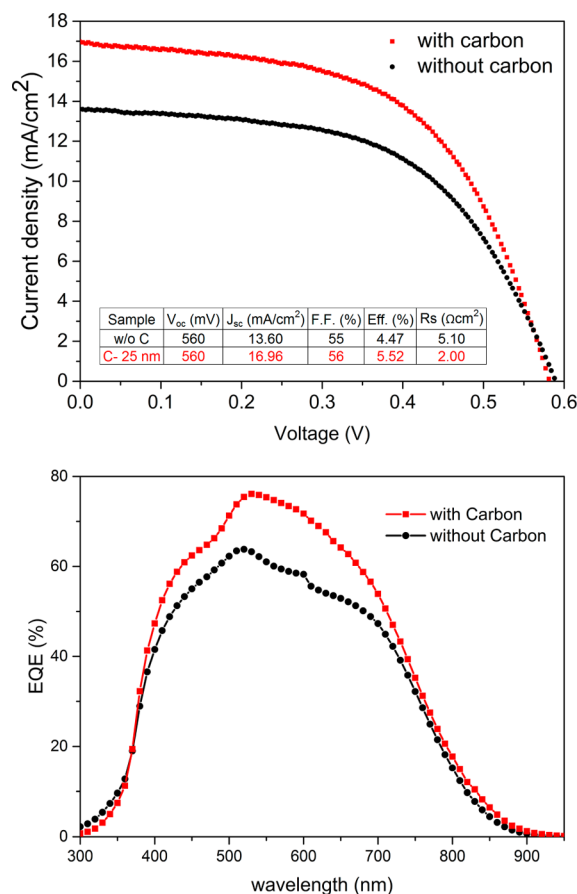 18
16
14
12
10
8
6
4
2
0
Current density (mA/cm²)
with carbon
without carbon
Sample Voc (mV) Jsc (mA/cm²) F.F. (%) Eff. (%) Rs (Ωcm²)
w/o C 560 13.60 55 4.47 5.10
C- 25 nm 560 16.96 56 5.52 2.00
0.0 0.1 0.2 0.3 0.4 0.5 0.6
Voltage (V)
80
60
40
20
0
EQE (%)
with Carbon
without Carbon
300 400 500 600 700 800 900
wavelength (nm)